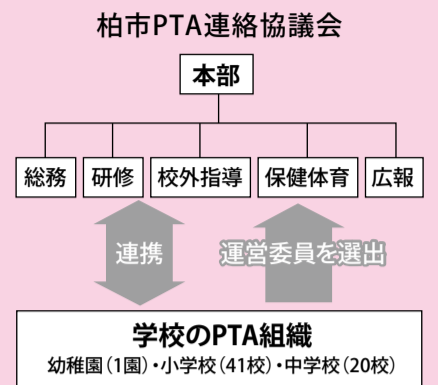 柏市PTA連絡協議会
本部
総務 研修 校外指導 保健体育 広報
連携 運営委員を選出
学校のPTA組織
幼稚園(1園)・小学校(41校)・中学校(20校)